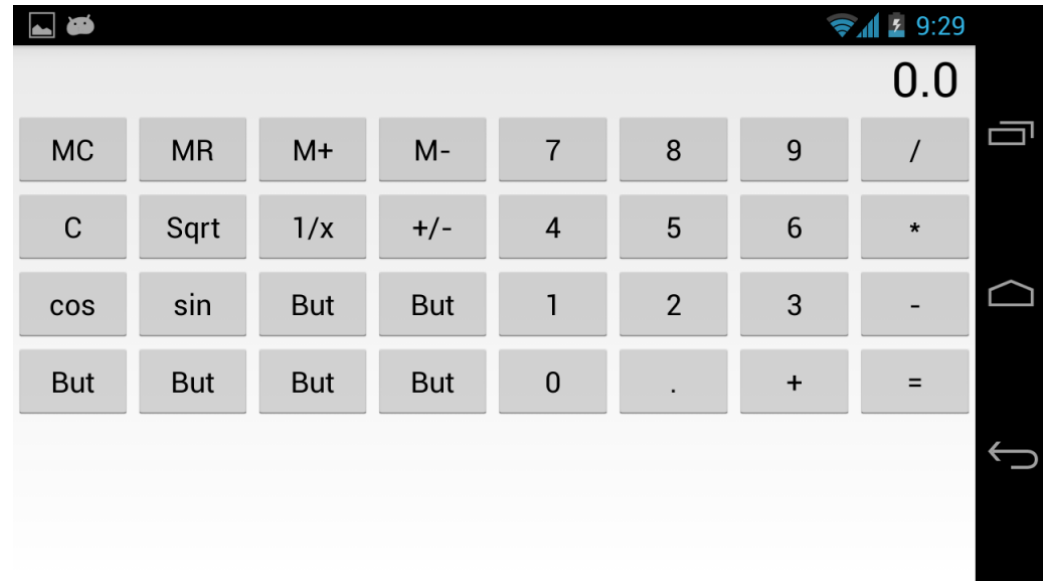 9:29
0.0
MC MR M+ M- 7 8 9 /
C Sqrt 1/x +/- 4 5 6 *
cos sin But But 1 2 3 -
But But But But 0 . + =